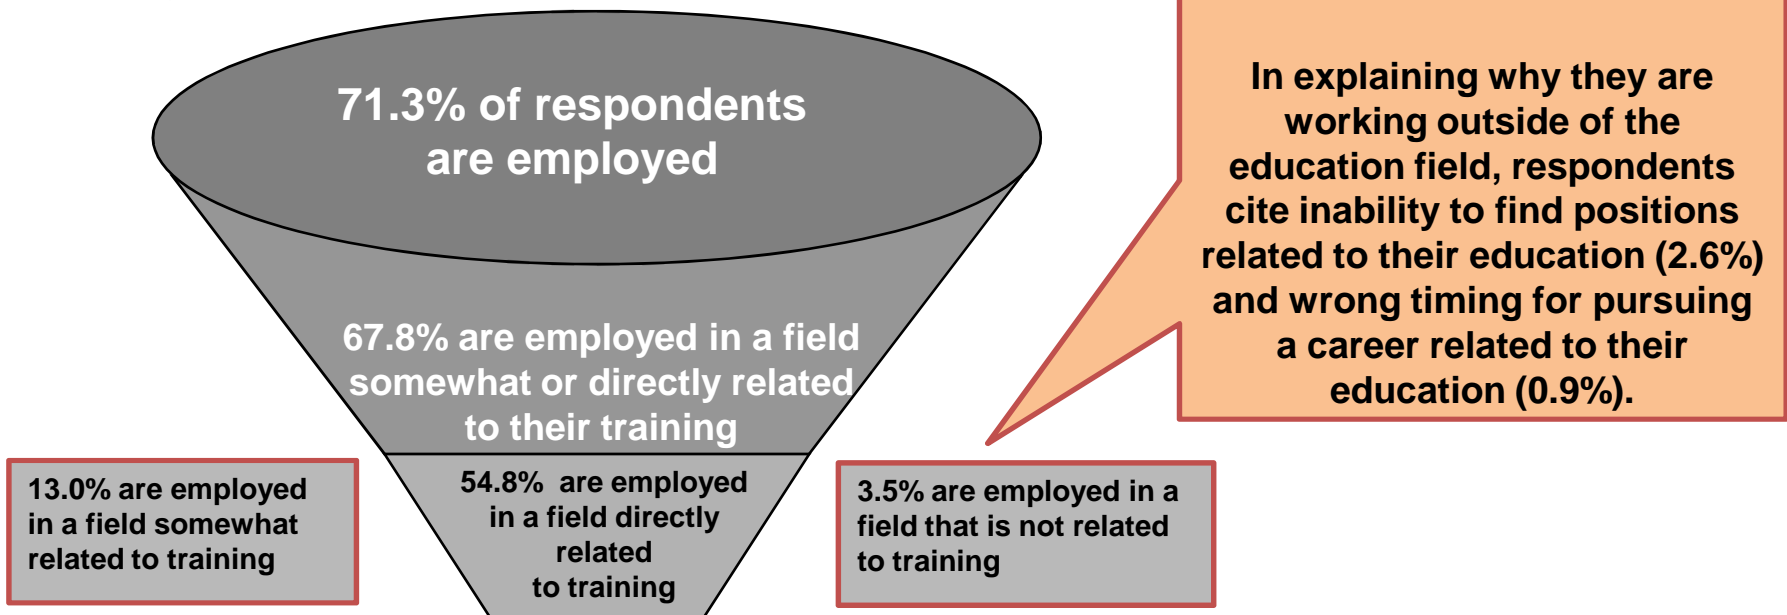 71.3% of respondents
are employed
67.8% are employed in a field
somewhat or directly related
to their training
54.8% are employed
in a field directly
related
to training
13.0% are employed
in a field somewhat
related to training
3.5% are employed in a
field that is not related
to training
In explaining why they are
working outside of the
education field, respondents
cite inability to find positions
related to their education (2.6%)
and wrong timing for pursuing
a career related to their
education (0.9%).